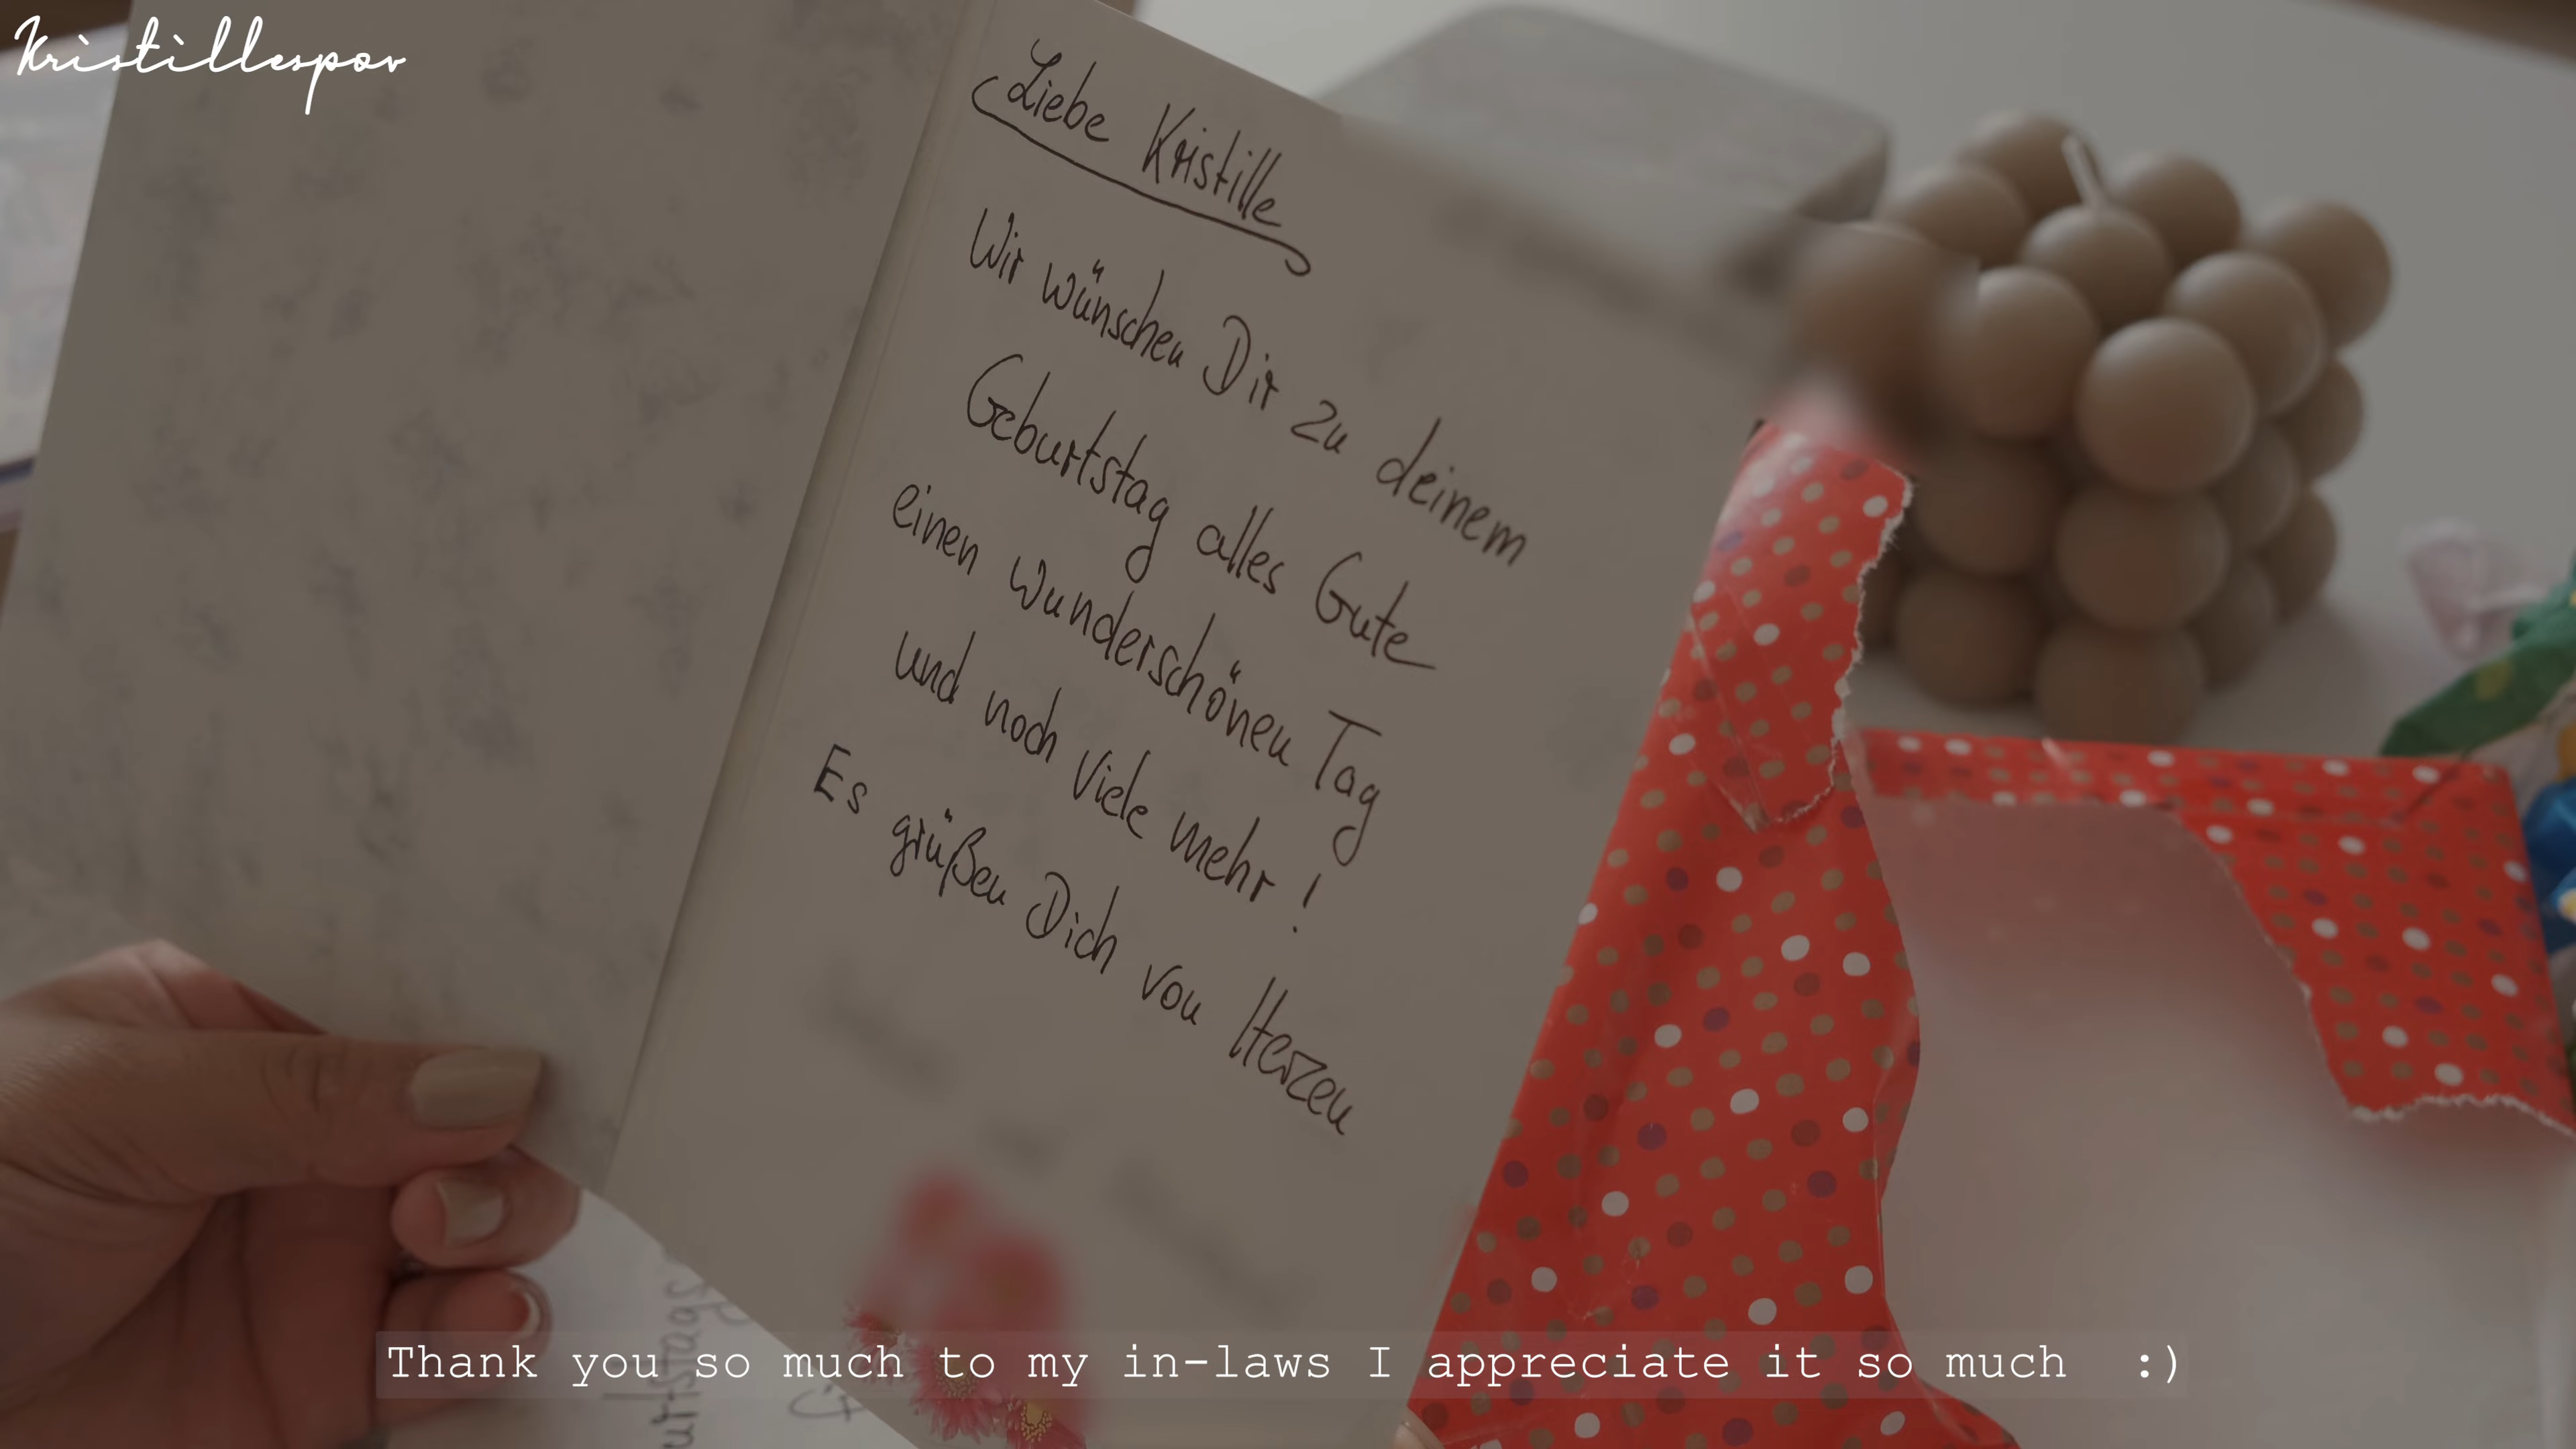 Kristillespov
Liebe Kristille
Wir wünschen Dir zu deinem
Geburtstag alles Gute
einen wunderschönen Tag
und noch viele mehr!
Es grüßen Dich von Herzen
Thank you so much to my in-laws I appreciate it so much :)